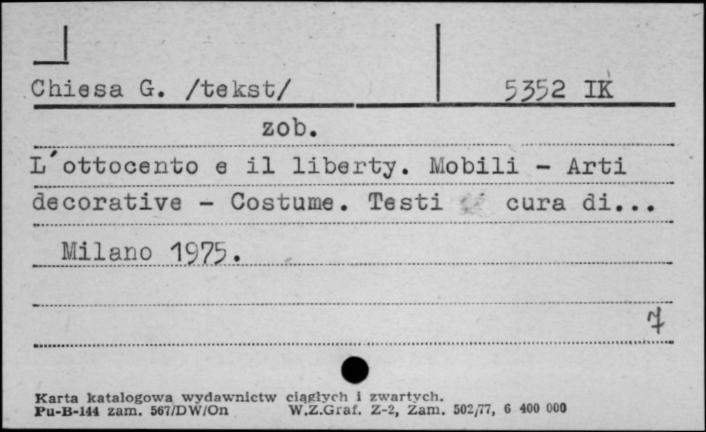 Chiesa G. /tekst/ 5352 IK
zob.
L'ottocento e il liberty. Mobili - Arti
decorative - Costume. Testi cura di...
Milano 1975.
7
Karta katalogowa wydawnictw ciągłych i zwartych.
Pu-B-144 zam. 567/DW/On W.Z.Graf. Z-2, Zam. 502/77, 6 400 000